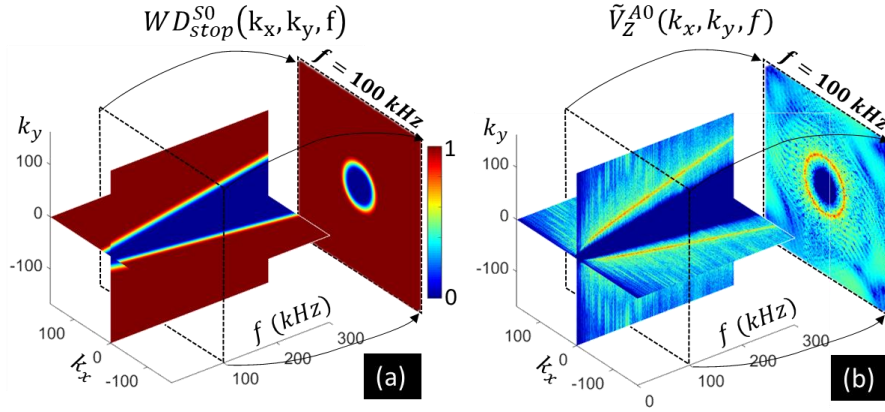 WD_{stop}^{S0}(k_x, k_y, f)
f = 100 kHz
k_y
100
0
-100
100
0
-100
k_x
100
200
300
f (kHz)
1
0
(a)
Ṽ_Z^{A0}(k_x, k_y, f)
f = 100 kHz
k_y
100
0
-100
100
0
-100
k_x
0
100
200
300
f (kHz)
(b)